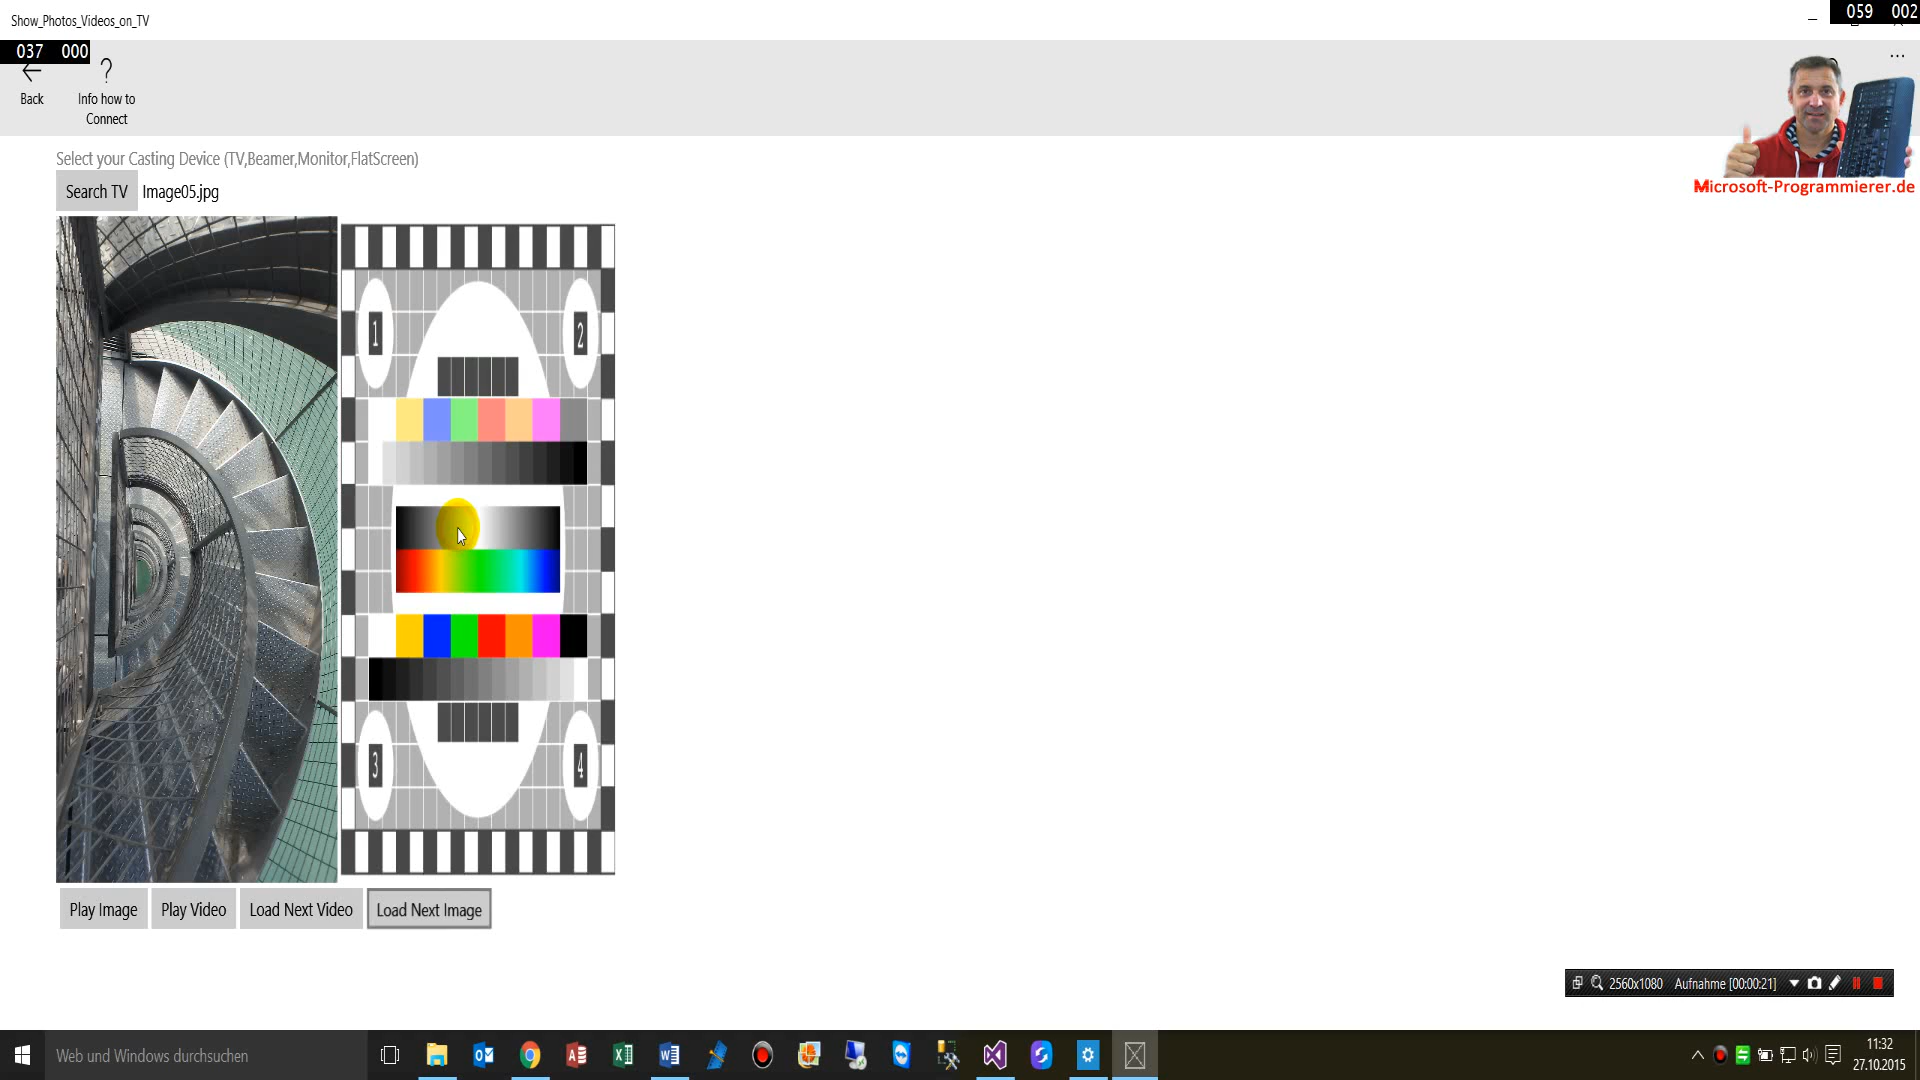 Show_Photos_Videos_on_TV
059 002
037 000
Back
Info how to
Connect
Microsoft-Programmierer.de
Select your Casting Device (TV,Beamer,Monitor,FlatScreen)
Search TV Image05.jpg
1 2
3 4
Play Image Play Video Load Next Video Load Next Image
2560x1080 Aufnahme [00:00:21]
Web und Windows durchsuchen
11:32
27.10.2015